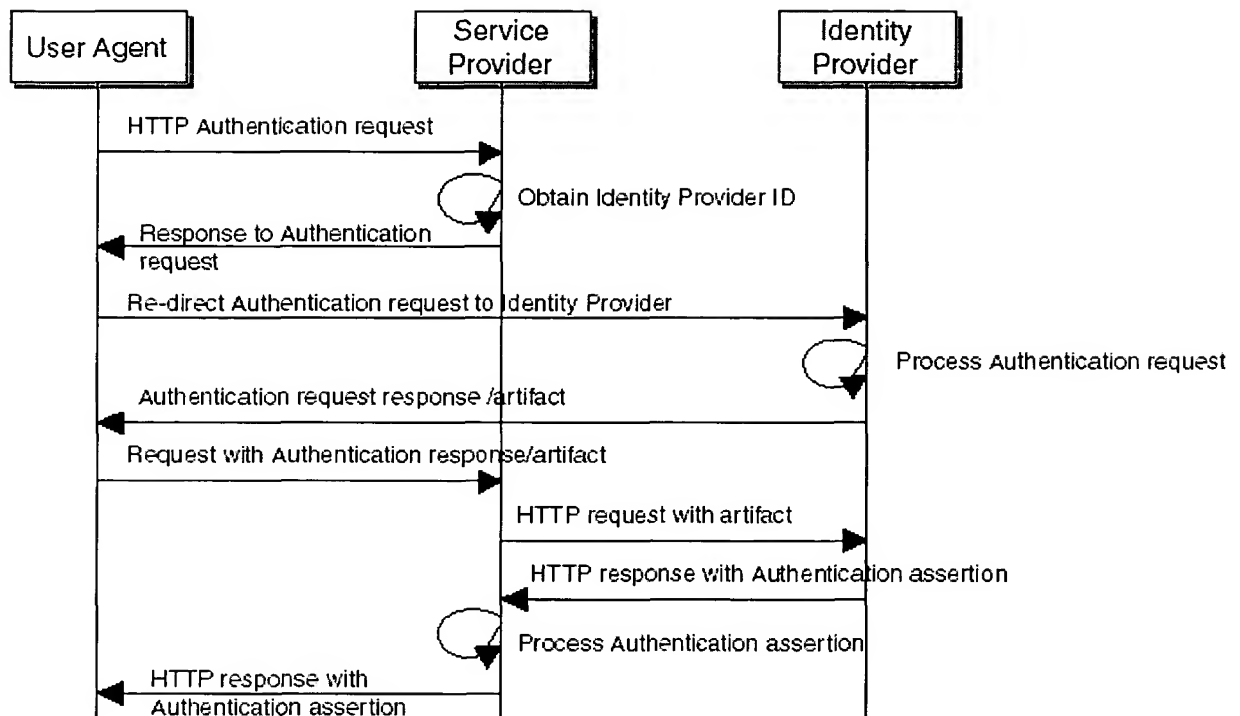 User Agent
Service
Provider
Identity
Provider
HTTP Authentication request
Obtain Identity Provider ID
Response to Authentication
request
Re-direct Authentication request to Identity Provider
Process Authentication request
Authentication request response /artifact
Request with Authentication response/artifact
HTTP request with artifact
HTTP response with Authentication assertion
Process Authentication assertion
HTTP response with
Authentication assertion